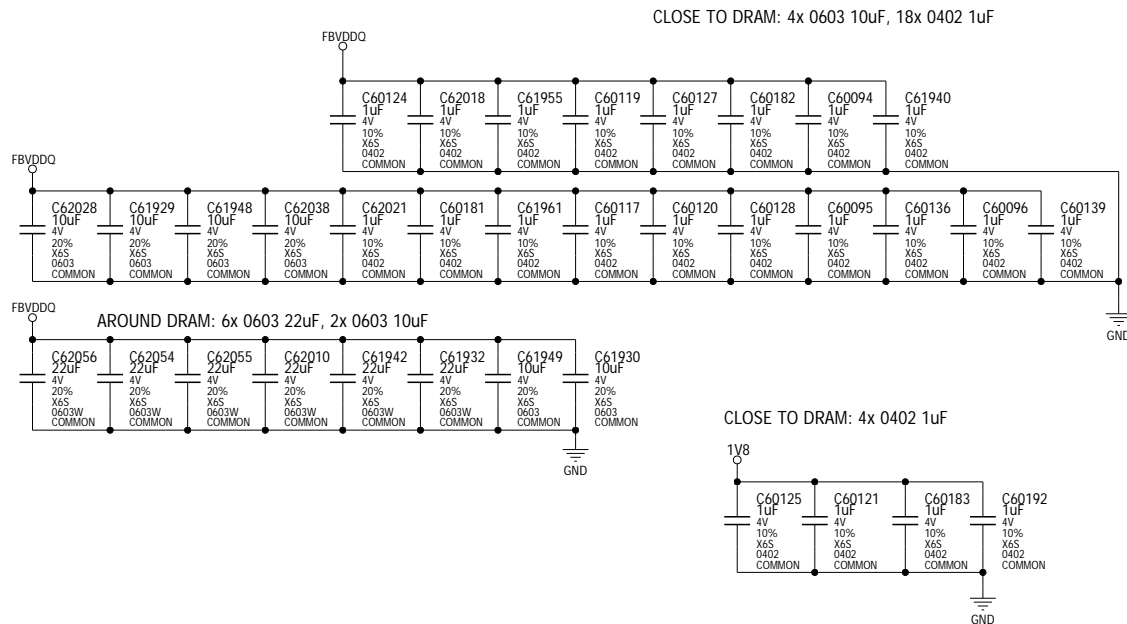 CLOSE TO DRAM: 4x 0603 10uF, 18x 0402 1uF
FBVDDQ
C60124 C62018 C61955 C60119 C60127 C60182 C60094 C61940
1uF 1uF 1uF 1uF 1uF 1uF 1uF 1uF
4V 4V 4V 4V 4V 4V 4V 4V
10% 10% 10% 10% 10% 10% 10% 10%
X6S X6S X6S X6S X6S X6S X6S X6S
0402 0402 0402 0402 0402 0402 0402 0402
COMMON COMMON COMMON COMMON COMMON COMMON COMMON COMMON
FBVDDQ
C62028 C61929 C61948 C62038 C62021 C60181 C61961 C60117 C60120 C60128 C60095 C60136 C60096 C60139
10uF 10uF 10uF 10uF 1uF 1uF 1uF 1uF 1uF 1uF 1uF 1uF 1uF 1uF
4V 4V 4V 4V 4V 4V 4V 4V 4V 4V 4V 4V 4V 4V
20% 20% 20% 20% 10% 10% 10% 10% 10% 10% 10% 10% 10% 10%
X6S X6S X6S X6S X6S X6S X6S X6S X6S X6S X6S X6S X6S X6S
0603 0603 0603 0603 0402 0402 0402 0402 0402 0402 0402 0402 0402 0402
COMMON COMMON COMMON COMMON COMMON COMMON COMMON COMMON COMMON COMMON COMMON COMMON COMMON COMMON
GND
FBVDDQ
AROUND DRAM: 6x 0603 22uF, 2x 0603 10uF
C62056 C62054 C62055 C62010 C61942 C61932 C61949 C61930
22uF 22uF 22uF 22uF 22uF 22uF 10uF 10uF
4V 4V 4V 4V 4V 4V 4V 4V
20% 20% 20% 20% 20% 20% 20% 20%
X6S X6S X6S X6S X6S X6S X6S X6S
0603W 0603W 0603W 0603W 0603W 0603W 0603 0603
COMMON COMMON COMMON COMMON COMMON COMMON COMMON COMMON
GND
CLOSE TO DRAM: 4x 0402 1uF
1V8
C60125 C60121 C60183 C60192
1uF 1uF 1uF 1uF
4V 4V 4V 4V
10% 10% 10% 10%
X6S X6S X6S X6S
0402 0402 0402 0402
COMMON COMMON COMMON COMMON
GND